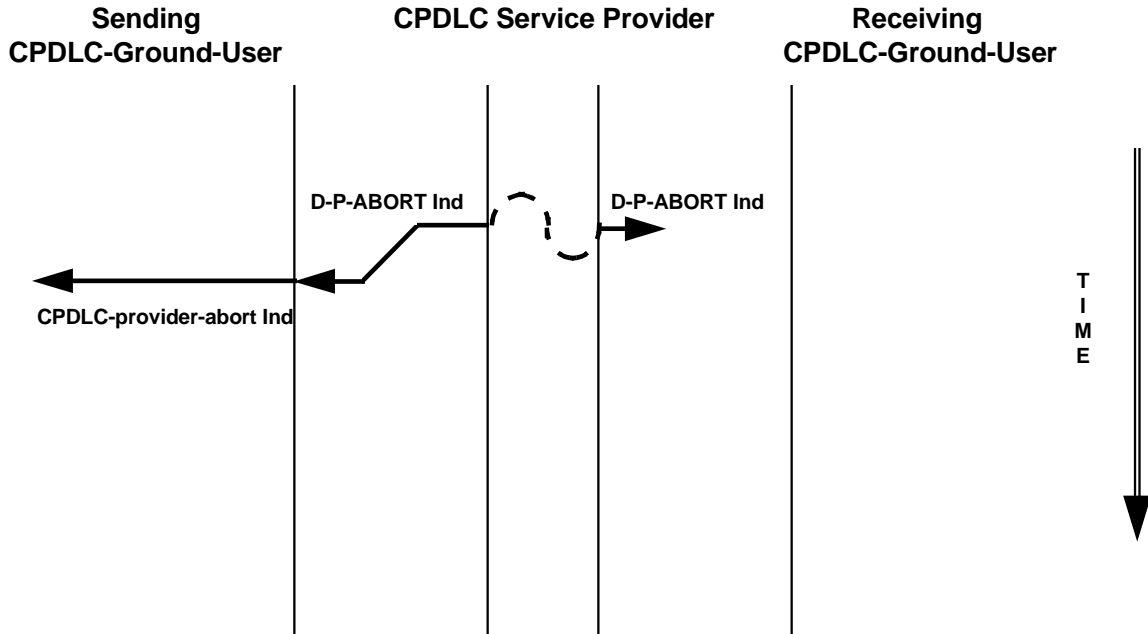 Sending
CPDLC-Ground-User
CPDLC Service Provider
Receiving
CPDLC-Ground-User
D-P-ABORT Ind
D-P-ABORT Ind
CPDLC-provider-abort Ind
T
I
M
E